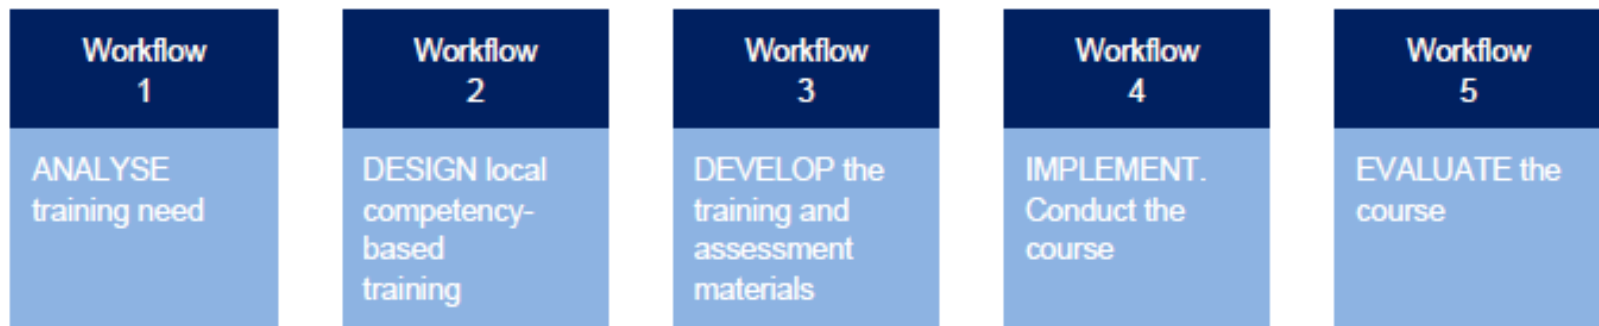 Workflow
1
ANALYSE
training need
Workflow
2
DESIGN local
competency-
based
training
Workflow
3
DEVELOP the
training and
assessment
materials
Workflow
4
IMPLEMENT.
Conduct the
course
Workflow
5
EVALUATE the
course